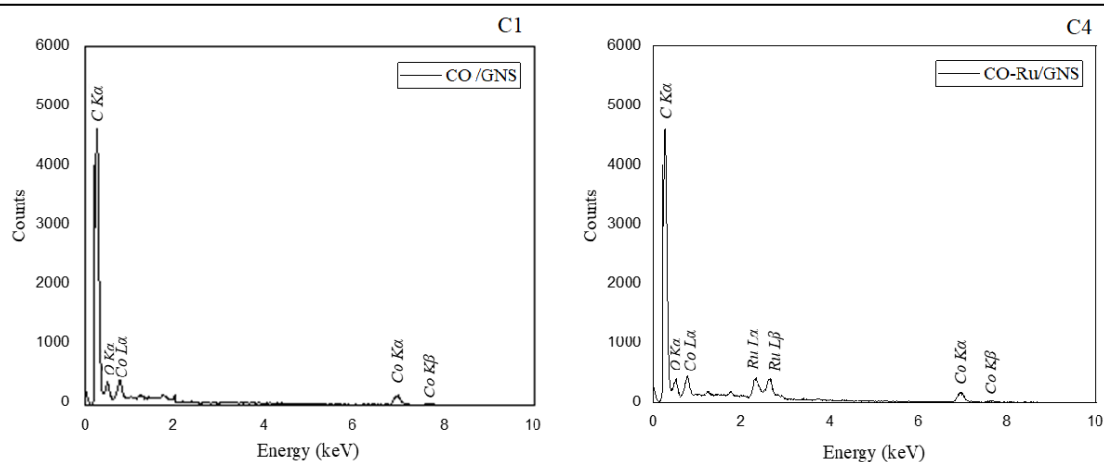 C1
CO /GNS
6000
5000
4000
3000
2000
1000
0
Counts
C Kα
O Kα
Co Lα
Co Kα
Co Kβ
0 2 4 6 8 10
Energy (keV)
C4
CO-Ru/GNS
6000
5000
4000
3000
2000
1000
0
Counts
C Kα
O Kα
Co Lα
Ru Lα
Ru Lβ
Co Kα
Co Kβ
0 2 4 6 8 10
Energy (keV)